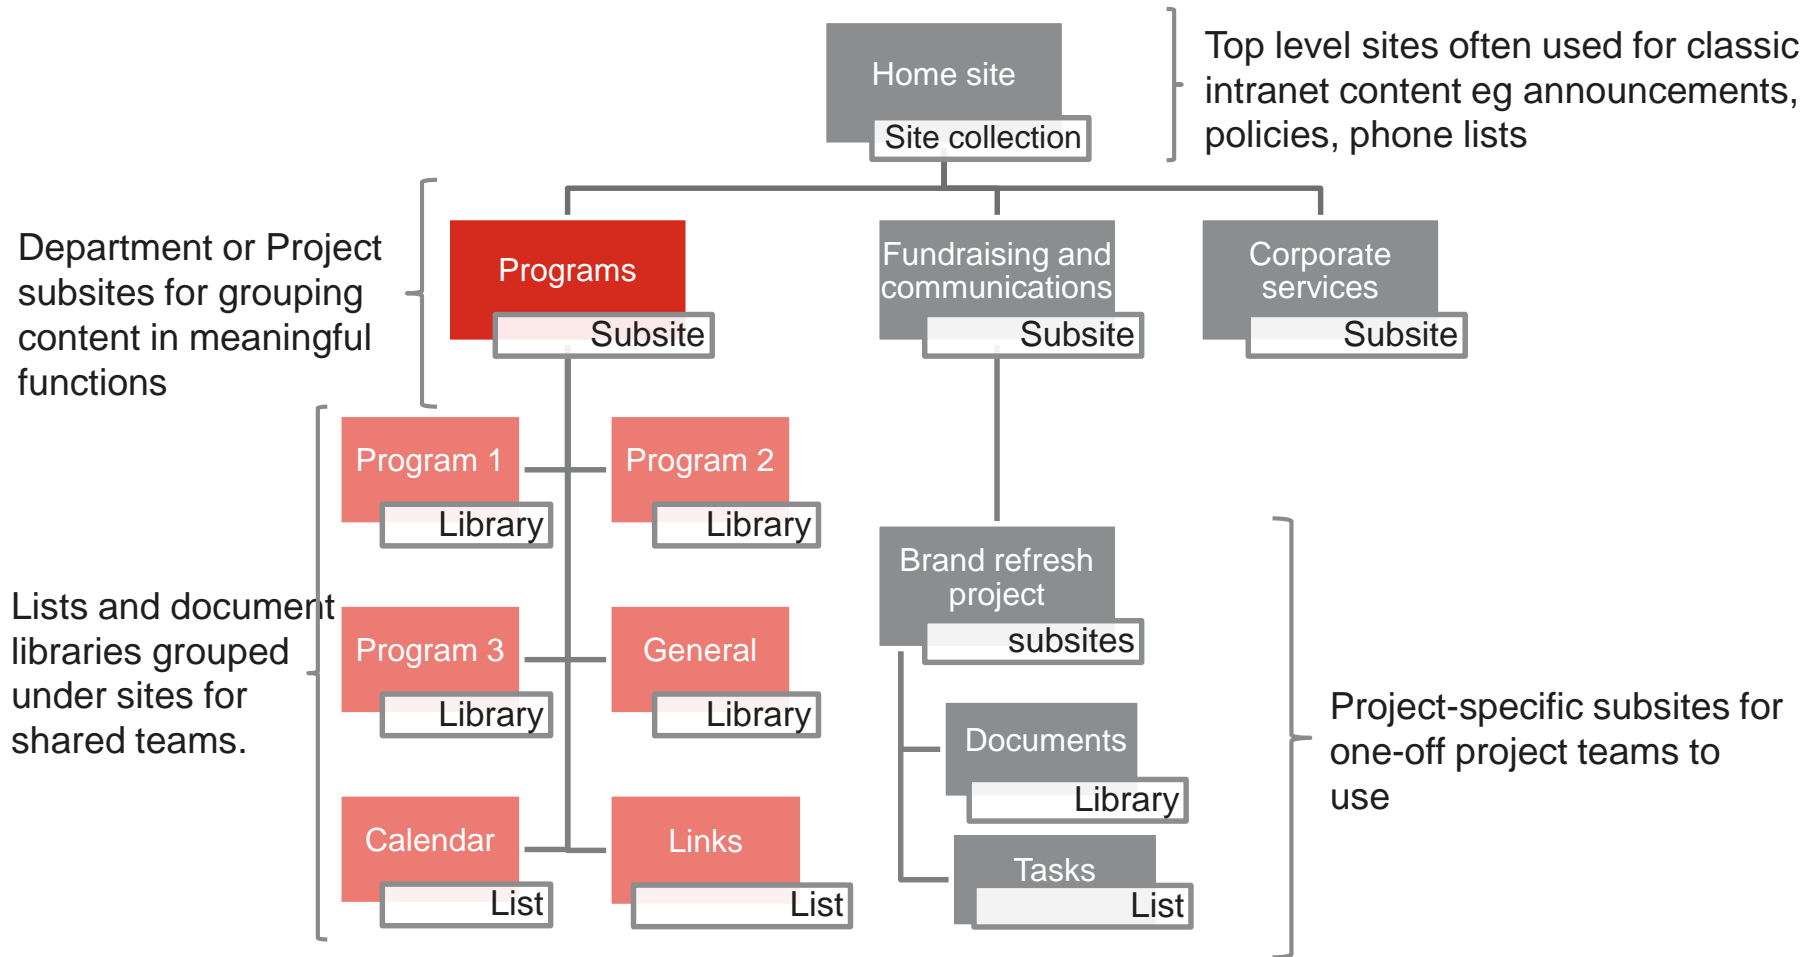 Home site
Site collection
Top level sites often used for classic
intranet content eg announcements,
policies, phone lists
Department or Project
subsites for grouping
content in meaningful
functions
Programs
Subsite
Fundraising and
communications
Subsite
Corporate
services
Subsite
Lists and document
libraries grouped
under sites for
shared teams.
Program 1
Library
Program 2
Library
Program 3
Library
General
Library
Calendar
List
Links
List
Brand refresh
project
subsites
Documents
Library
Tasks
List
Project-specific subsites for
one-off project teams to
use